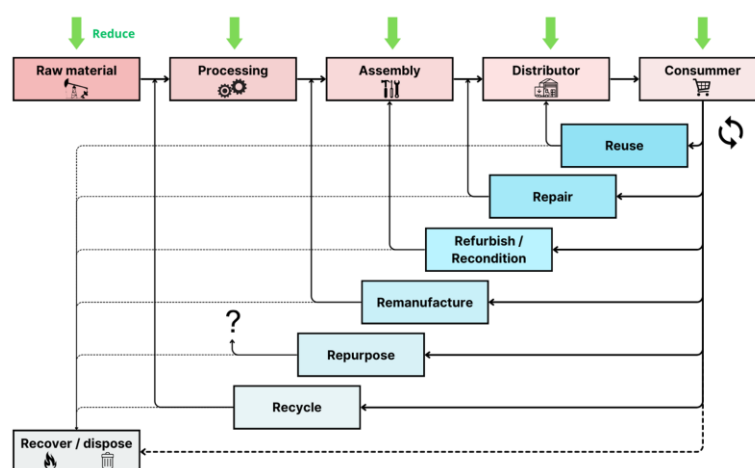 Reduce
Raw material
Processing
Assembly
Distributor
Consummer
Reuse
Repair
Refurbish /
Recondition
Remanufacture
?
Repurpose
Recycle
Recover / dispose